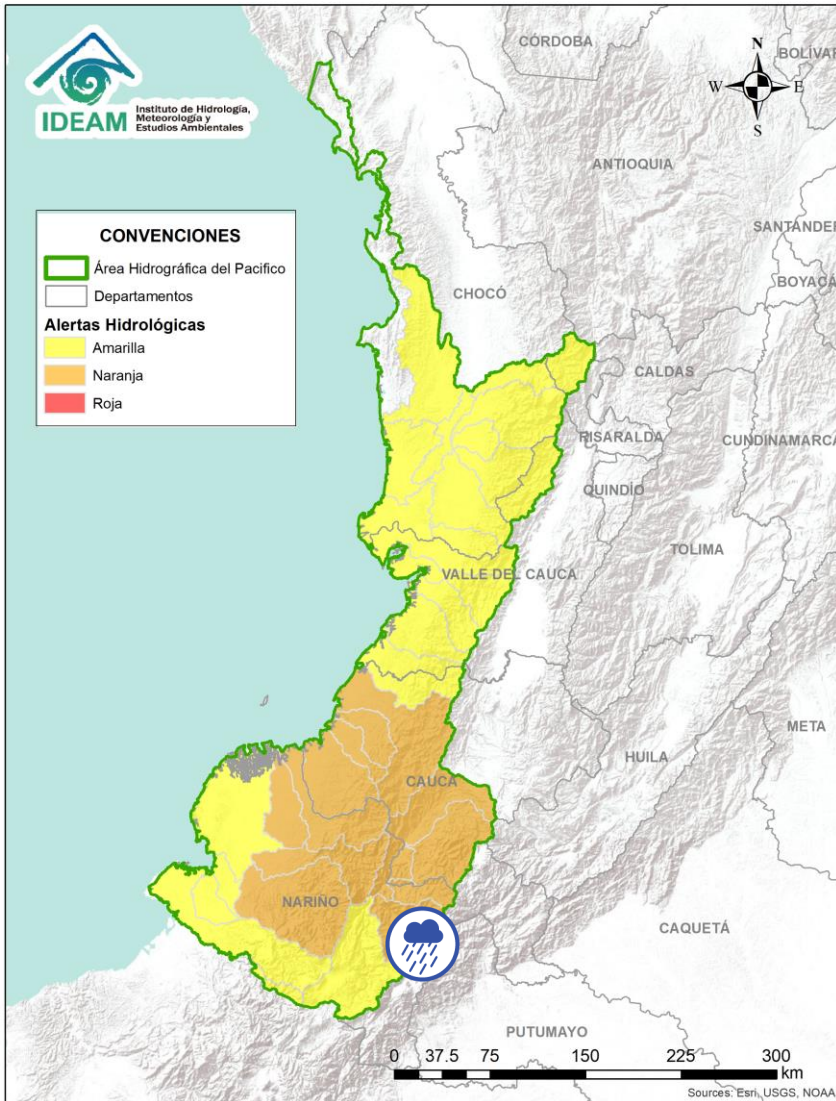 IDEAM
Instituto de Hidrología,
Meteorología y
Estudios Ambientales
CÓRDOBA
BOLÍVAR
N
W E
S
ANTIOQUIA
CONVENCIONES
Área Hidrográfica del Pacifico
Departamentos
Alertas Hidrológicas
Amarilla
Naranja
Roja
SANTANDER
BOYACÁ
CHOCÓ
CALDAS
RISARALDA
CUNDINAMARCA
QUINDÍO
TOLIMA
VALLE DEL CAUCA
META
HUILA
CAUCA
NARIÑO
CAQUETÁ
PUTUMAYO
0 37.5 75 150 225 300
km
Sources: Esri, USGS, NOAA